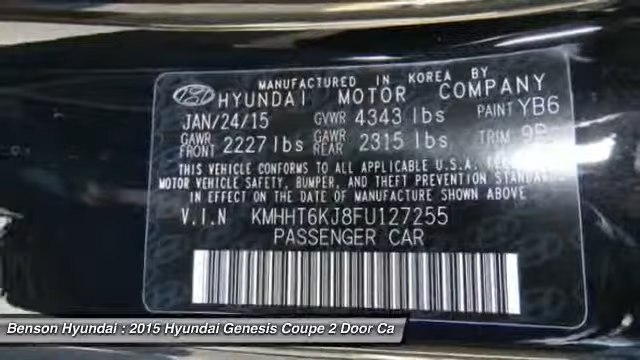 MANUFACTURED IN KOREA BY
HYUNDAI MOTOR COMPANY
JAN/24/15 GVWR 4343 lbs PAINT YB6
GAWR FRONT 2227 lbs GAWR REAR 2315 lbs TRIM
THIS VEHICLE CONFORMS TO ALL APPLICABLE U.S.A.
MOTOR VEHICLE SAFETY, BUMPER, AND THEFT PREVENTION
IN EFFECT ON THE DATE OF MANUFACTURE SHOWN ABOVE
V.I.N KMHHT6KJ8FU127255
PASSENGER CAR
Benson Hyundai : 2015 Hyundai Genesis Coupe 2 Door Ca